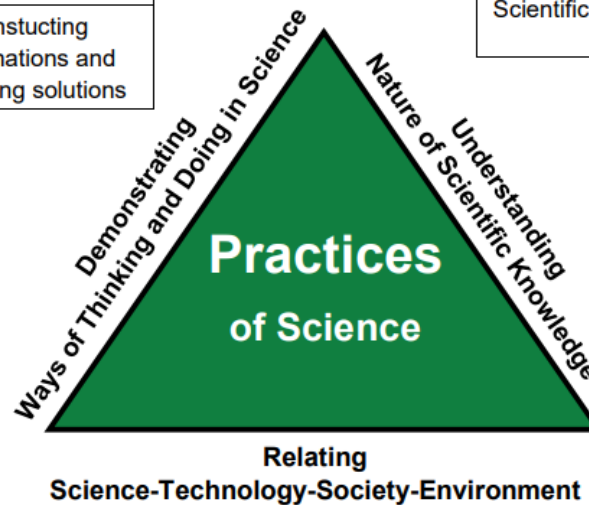 nstucting
nations and
ng solutions
Scientific
Demonstrating
Ways of Thinking and Doing in Science
Understanding
Nature of Scientific Knowledge
Practices
of Science
Relating
Science-Technology-Society-Environment